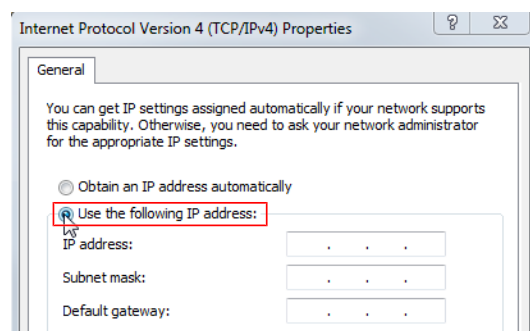 Internet Protocol Version 4 (TCP/IPv4) Properties
General
You can get IP settings assigned automatically if your network supports
this capability. Otherwise, you need to ask your network administrator
for the appropriate IP settings.
Obtain an IP address automatically
Use the following IP address:
IP address:
Subnet mask:
Default gateway: